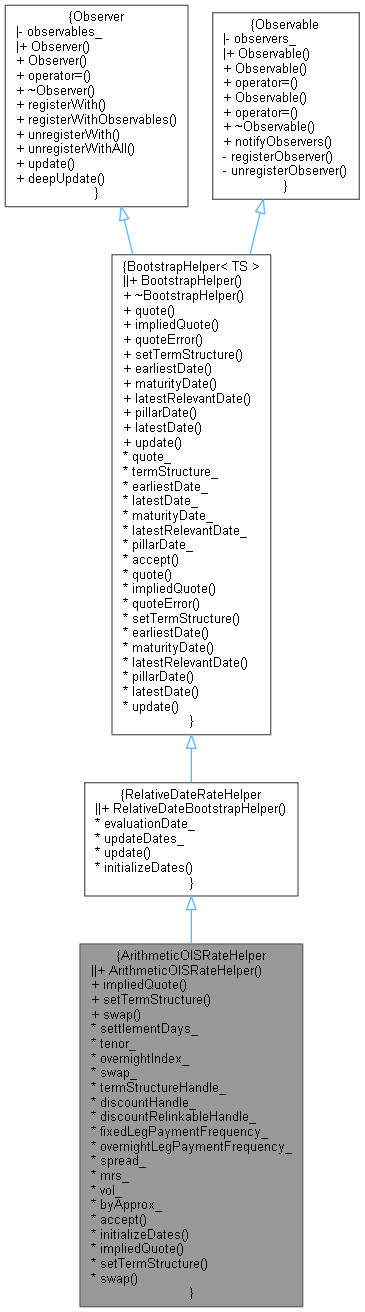 {Observer
|- observables_
|+ Observer()
+ Observer()
+ operator=()
+ ~Observer()
+ registerWith()
+ registerWithObservables()
+ unregisterWith()
+ unregisterWithAll()
+ update()
+ deepUpdate()
}
{Observable
|- observers_
|+ Observable()
+ Observable()
+ operator=()
+ Observable()
+ operator=()
+ ~Observable()
+ notifyObservers()
- registerObserver()
- unregisterObserver()
}
{BootstrapHelper< TS >
||+ BootstrapHelper()
+ ~BootstrapHelper()
+ quote()
+ impliedQuote()
+ quoteError()
+ setTermStructure()
+ earliestDate()
+ maturityDate()
+ latestRelevantDate()
+ pillarDate()
+ latestDate()
+ update()
* quote_
* termStructure_
* earliestDate_
* latestDate_
* maturityDate_
* latestRelevantDate_
* pillarDate_
* accept()
* quote()
* impliedQuote()
* quoteError()
* setTermStructure()
* earliestDate()
* maturityDate()
* latestRelevantDate()
* pillarDate()
* latestDate()
* update()
}
{RelativeDateRateHelper
||+ RelativeDateBootstrapHelper()
* evaluationDate_
* updateDates_
* update()
* initializeDates()
}
{ArithmeticOISRateHelper
||+ ArithmeticOISRateHelper()
+ impliedQuote()
+ setTermStructure()
+ swap()
* settlementDays_
* tenor_
* overnightIndex_
* swap_
* termStructureHandle_
* discountHandle_
* discountRelinkableHandle_
* fixedLegPaymentFrequency_
* overnightLegPaymentFrequency_
* spread_
* mrs_
* vol_
* byApprox_
* accept()
* initializeDates()
* impliedQuote()
* setTermStructure()
* swap()
}